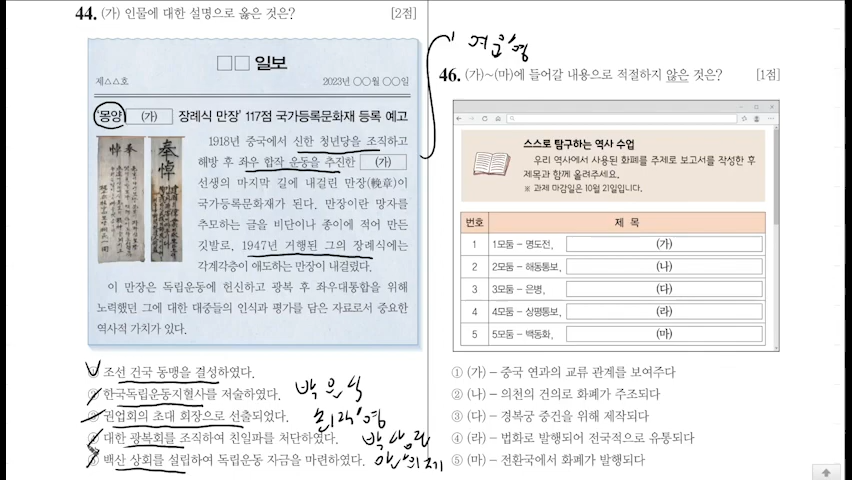 44. (가) 인물에 대한 설명으로 옳은 것은? [2점]
□□ 일보
제△△호 2023년 ○○월 ○○일
'몽양 (가) 장례식 만장' 117점 국가등록문화재 등록 예고
1918년 중국에서 신한 청년당을 조직하고
해방 후 좌우 합작 운동을 추진한 (가)
선생의 마지막 길에 내걸린 만장(輓章)이
국가등록문화재가 된다. 만장이란 망자를
추모하는 글을 비단이나 종이에 적어 만든
깃발로, 1947년 거행된 그의 장례식에는
각계각층이 애도하는 만장이 내걸렸다.
이 만장은 독립운동에 헌신하고 광복 후 좌우대통합을 위해
노력했던 그에 대한 대중들의 인식과 평가를 담은 자료로서 중요한
역사적 가치가 있다.
奉悼
奉悼
① 조선 건국 동맹을 결성하였다.
② 한국독립운동지혈사를 저술하였다. 박은식
③ 권업회의 초대 회장으로 선출되었다.
④ 대한 광복회를 조직하여 친일파를 처단하였다. 박상진
⑤ 백산 상회를 설립하여 독립운동 자금을 마련하였다. 안희제
여운형
46. (가)~(마)에 들어갈 내용으로 적절하지 않은 것은? [1점]
스스로 탐구하는 역사 수업
우리 역사에서 사용된 화폐를 주제로 보고서를 작성한 후
제목과 함께 올려주세요.
※ 과제 마감일은 10월 21일입니다.
번호 제 목
1 1모둠 - 명도전, (가)
2 2모둠 - 해동통보, (나)
3 3모둠 - 은병, (다)
4 4모둠 - 상평통보, (라)
5 5모둠 - 백동화, (마)
① (가) - 중국 연과의 교류 관계를 보여주다
② (나) - 의천의 건의로 화폐가 주조되다
③ (다) - 경복궁 중건을 위해 제작되다
④ (라) - 법화로 발행되어 전국적으로 유통되다
⑤ (마) - 전환국에서 화폐가 발행되다